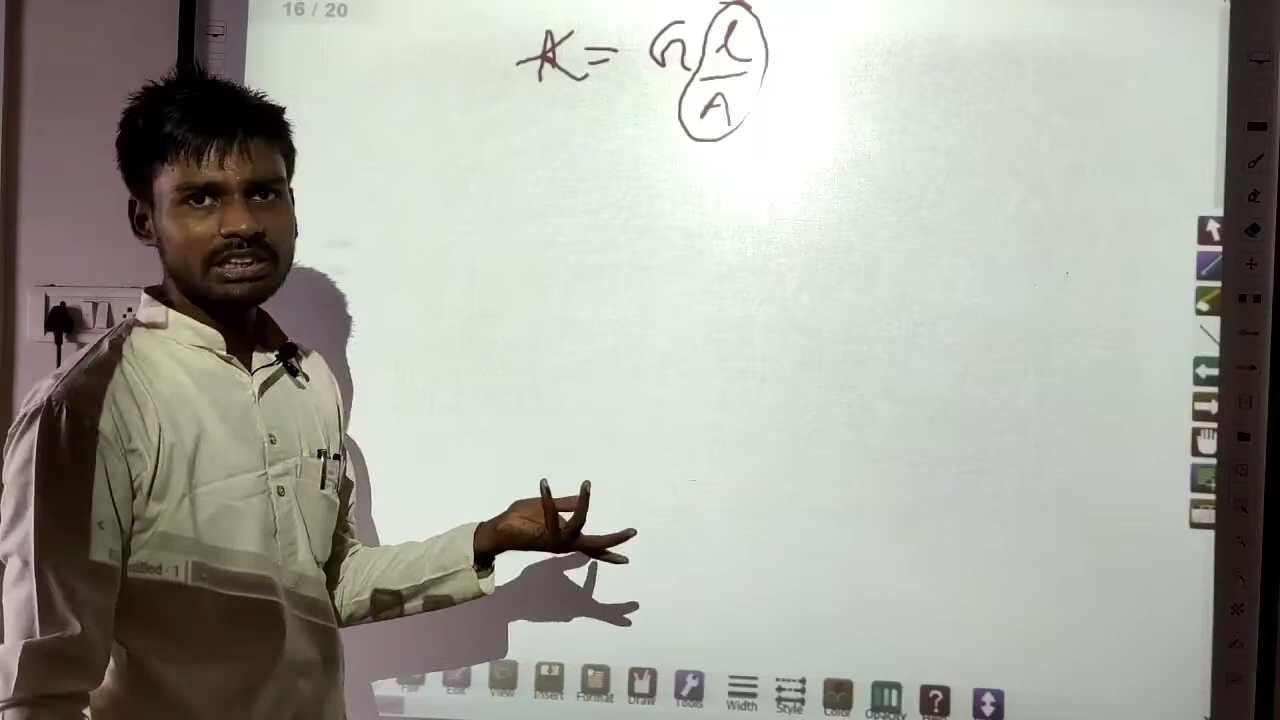 16 / 20
K = G l
A
Edit View Insert Format Draw Tools Width Style Color Opacity